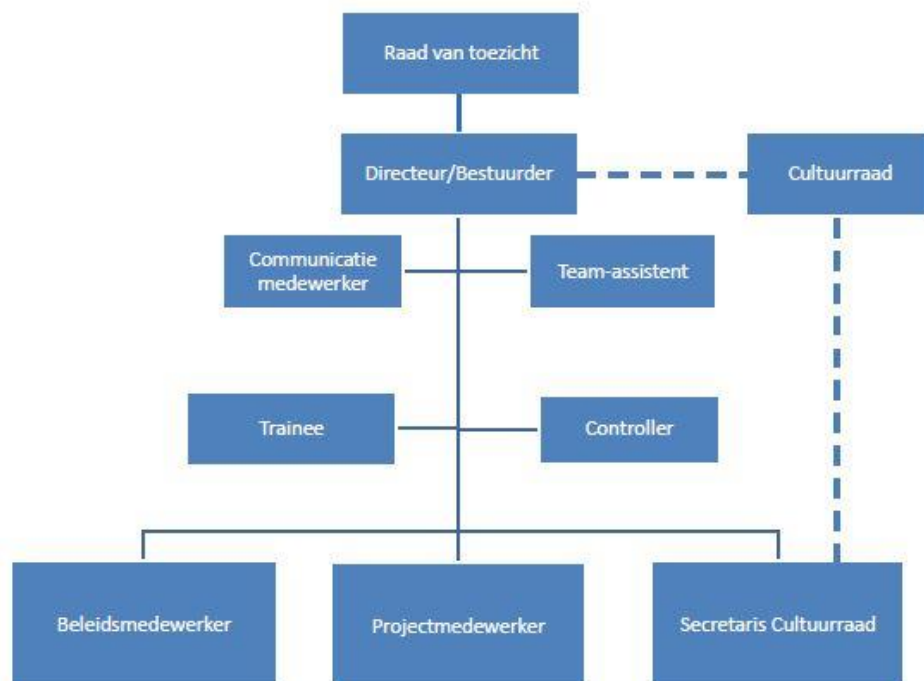 Raad van toezicht
Directeur/Bestuurder
Cultuurraad
Communicatie
medewerker
Team-assistent
Trainee
Controller
Beleidsmedewerker
Projectmedewerker
Secretaris Cultuurraad